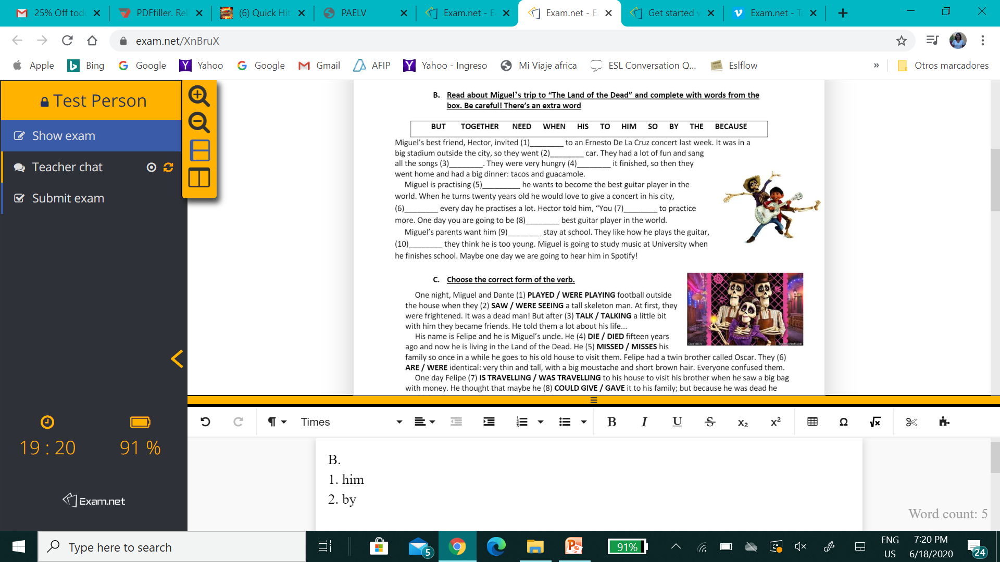 25% Off tod
PDFfiller. Rel
(6) Quick Hit
PAELV
Exam.net - E
Exam.net - E
Get started w
Exam.net - T
exam.net/XnBruX
Apple
Bing
Google
Yahoo
Google
Gmail
AFIP
Yahoo - Ingreso
Mi Viaje africa
ESL Conversation Q...
Eslflow
»
Otros marcadores
Test Person
Show exam
Teacher chat
Submit exam
19 : 20
91 %
Exam.net
B. Read about Miguel's trip to “The Land of the Dead” and complete with words from the
box. Be careful! There's an extra word
BUT TOGETHER NEED WHEN HIS TO HIM SO BY THE BECAUSE
Miguel's best friend, Hector, invited (1)________ to an Ernesto De La Cruz concert last week. It was in a
big stadium outside the city, so they went (2)________ car. They had a lot of fun and sang
all the songs (3)________. They were very hungry (4)________ it finished, so then they
went home and had a big dinner: tacos and guacamole.
Miguel is practising (5)_________ he wants to become the best guitar player in the
world. When he turns twenty years old he would love to give a concert in his city,
(6)________ every day he practises a lot. Hector told him, “You (7)________ to practice
more. One day you are going to be (8)________ best guitar player in the world.
Miguel's parents want him (9)________ stay at school. They like how he plays the guitar,
(10)________ they think he is too young. Miguel is going to study music at University when
he finishes school. Maybe one day we are going to hear him in Spotify!
C. Choose the correct form of the verb.
One night, Miguel and Dante (1) PLAYED / WERE PLAYING football outside
the house when they (2) SAW / WERE SEEING a tall skeleton man. At first, they
were frightened. It was a dead man! But after (3) TALK / TALKING a little bit
with him they became friends. He told them a lot about his life...
His name is Felipe and he is Miguel's uncle. He (4) DIE / DIED fifteen years
ago and now he is living in the Land of the Dead. He (5) MISSED / MISSES his
family so once in a while he goes to his old house to visit them. Felipe had a twin brother called Oscar. They (6)
ARE / WERE identical: very thin and tall, with a big moustache and short brown hair. Everyone confused them.
One day Felipe (7) IS TRAVELLING / WAS TRAVELLING to his house to visit his brother when he saw a big bag
with money. He thought that maybe he (8) COULD GIVE / GAVE it to his family; but because he was dead he
Times
B I U S x₂ x² Ω √x
B.
1. him
2. by
Word count: 5
Type here to search
5
91%
ENG
US
7:20 PM
6/18/2020
24